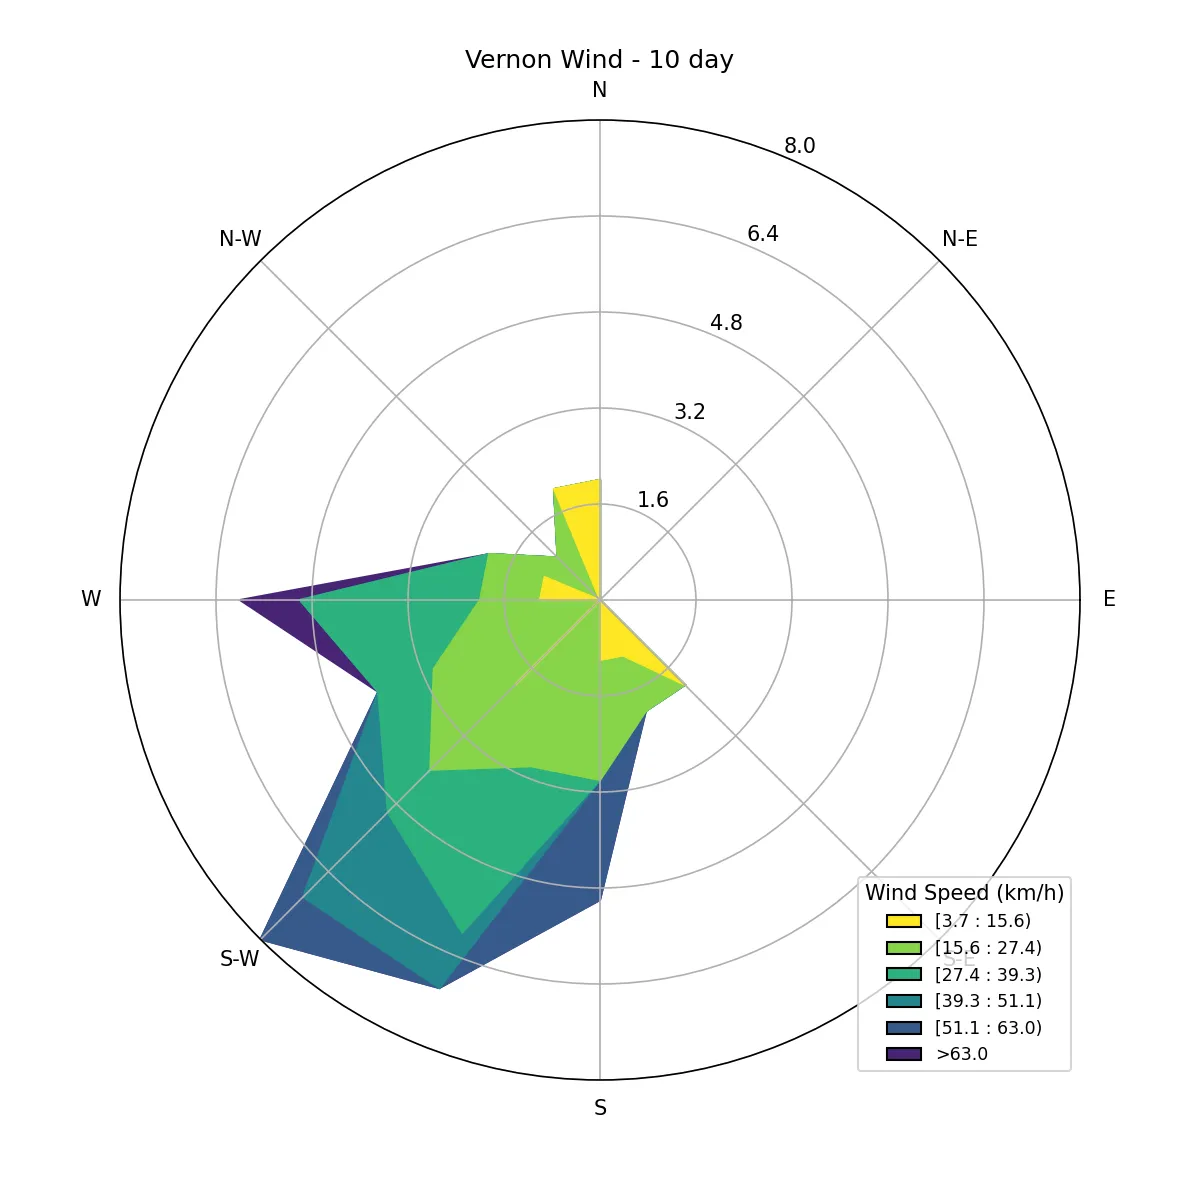 Vernon Wind - 10 day
N
8.0
N-W
6.4
N-E
4.8
3.2
1.6
W
E
S-W
S-E
S
Wind Speed (km/h)
[3.7 : 15.6)
[15.6 : 27.4)
[27.4 : 39.3)
[39.3 : 51.1)
[51.1 : 63.0)
>63.0